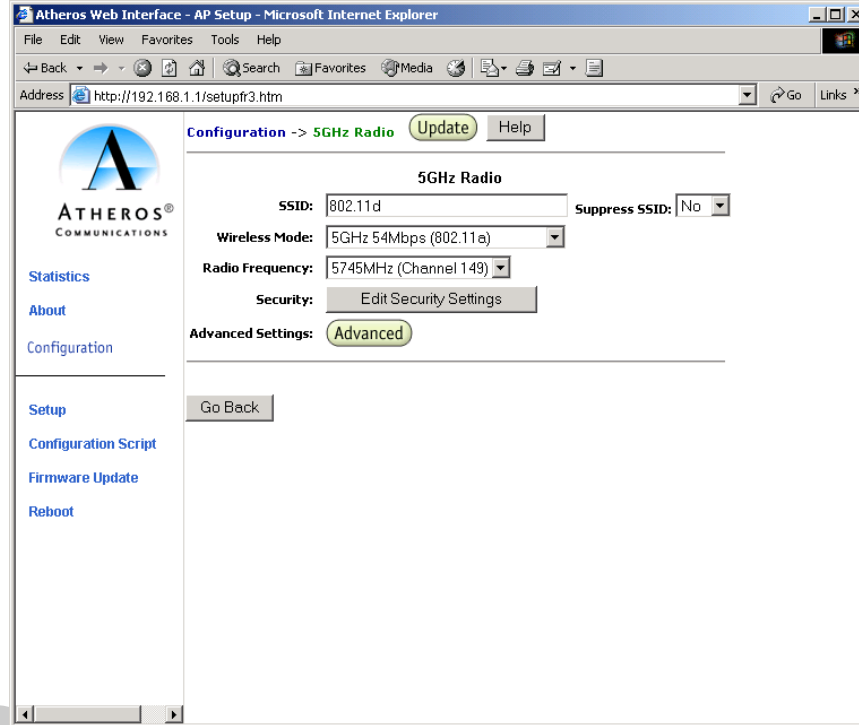 Atheros Web Interface - AP Setup - Microsoft Internet Explorer
File Edit View Favorites Tools Help
Back Search Favorites Media
Address http://192.168.1.1/setupfr3.htm Go Links »
ATHEROS®
COMMUNICATIONS
Statistics
About
Configuration
Setup
Configuration Script
Firmware Update
Reboot
Configuration -> 5GHz Radio Update Help
5GHz Radio
SSID: 802.11d Suppress SSID: No
Wireless Mode: 5GHz 54Mbps (802.11a)
Radio Frequency: 5745MHz (Channel 149)
Security: Edit Security Settings
Advanced Settings: Advanced
Go Back